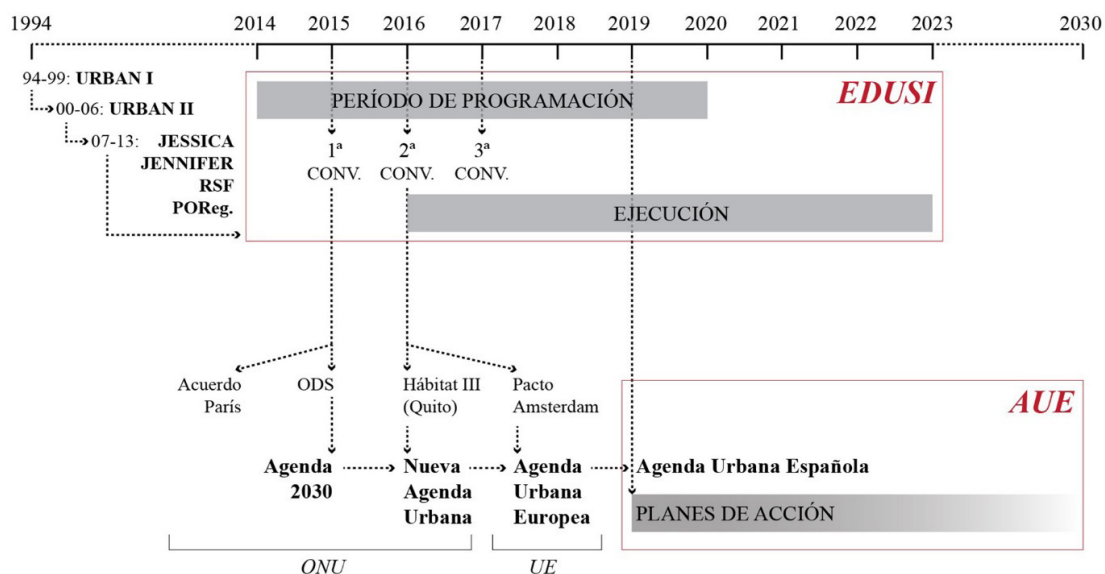 1994 2014 2015 2016 2017 2018 2019 2020 2021 2022 2023 2030
94-99: URBAN I
00-06: URBAN II
07-13: JESSICA
JENNIFER
RSF
POReg.
EDUSI
PERÍODO DE PROGRAMACIÓN
1ª
CONV.
2ª
CONV.
3ª
CONV.
EJECUCIÓN
Acuerdo
París
ODS
Hábitat III
(Quito)
Pacto
Amsterdam
AUE
Agenda
2030
Nueva
Agenda
Urbana
Agenda
Urbana
Europea
Agenda Urbana Española
PLANES DE ACCIÓN
ONU
UE